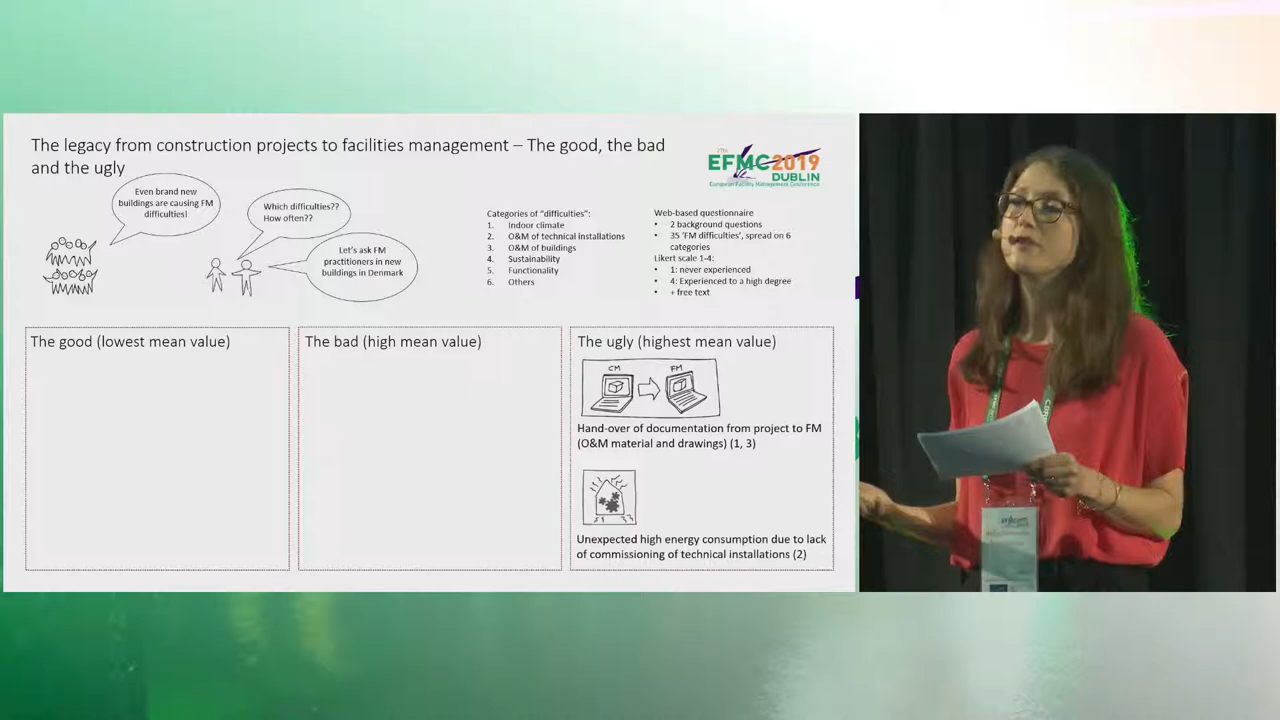 The legacy from construction projects to facilities management – The good, the bad
and the ugly
EFMC2019
DUBLIN
European Facility Management Conference
Even brand new
buildings are causing FM
difficulties!
Which difficulties??
How often??
Let's ask FM
practitioners in new
buildings in Denmark
Categories of "difficulties":
1. Indoor climate
2. O&M of technical installations
3. O&M of buildings
4. Sustainability
5. Functionality
6. Others
Web-based questionnaire
• 2 background questions
• 35 'FM difficulties', spread on 6
categories
Likert scale 1-4:
• 1: never experienced
• 4: Experienced to a high degree
• + free text
The good (lowest mean value)
The bad (high mean value)
The ugly (highest mean value)
CM
FM
Hand-over of documentation from project to FM
(O&M material and drawings) (1, 3)
Unexpected high energy consumption due to lack
of commissioning of technical installations (2)